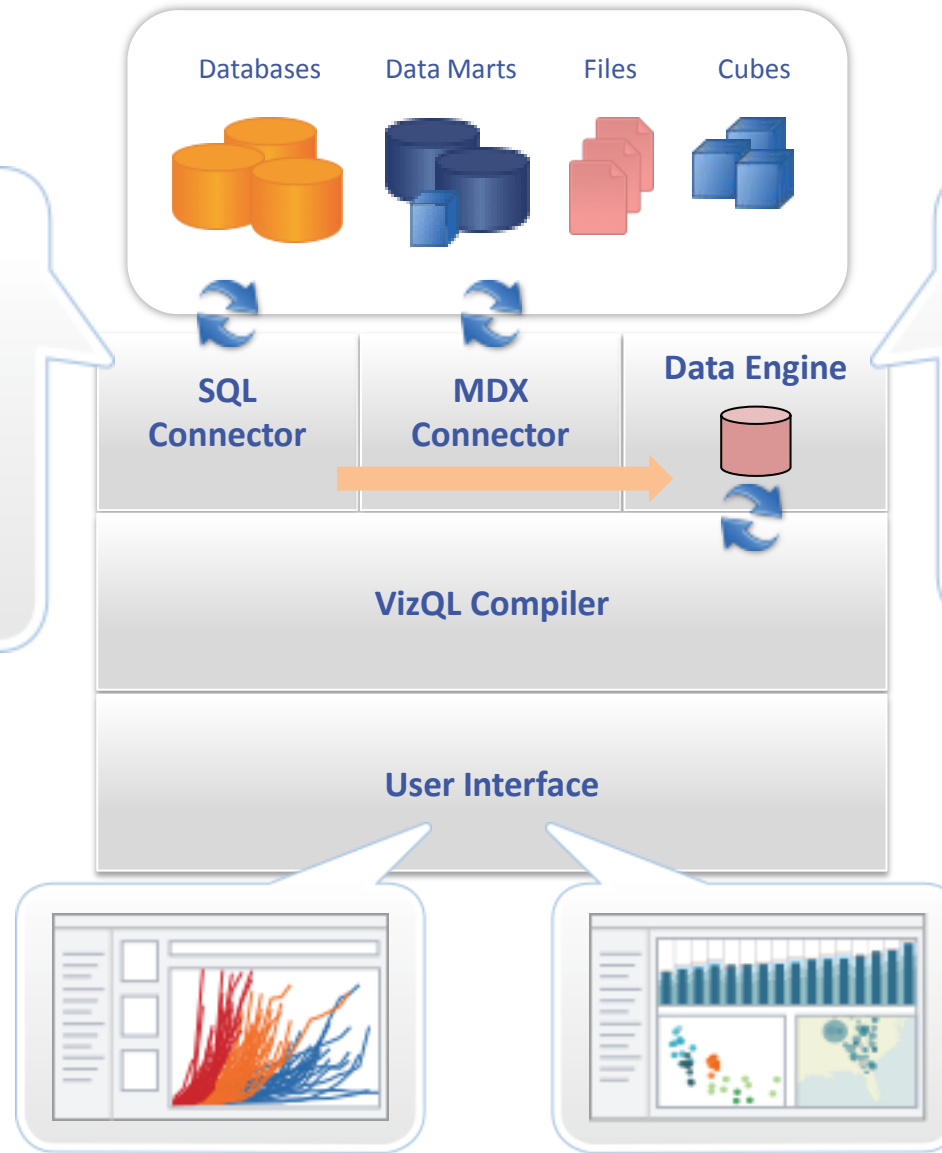 Databases Data Marts Files Cubes
SQL
Connector
MDX
Connector
Data Engine
VizQL Compiler
User Interface